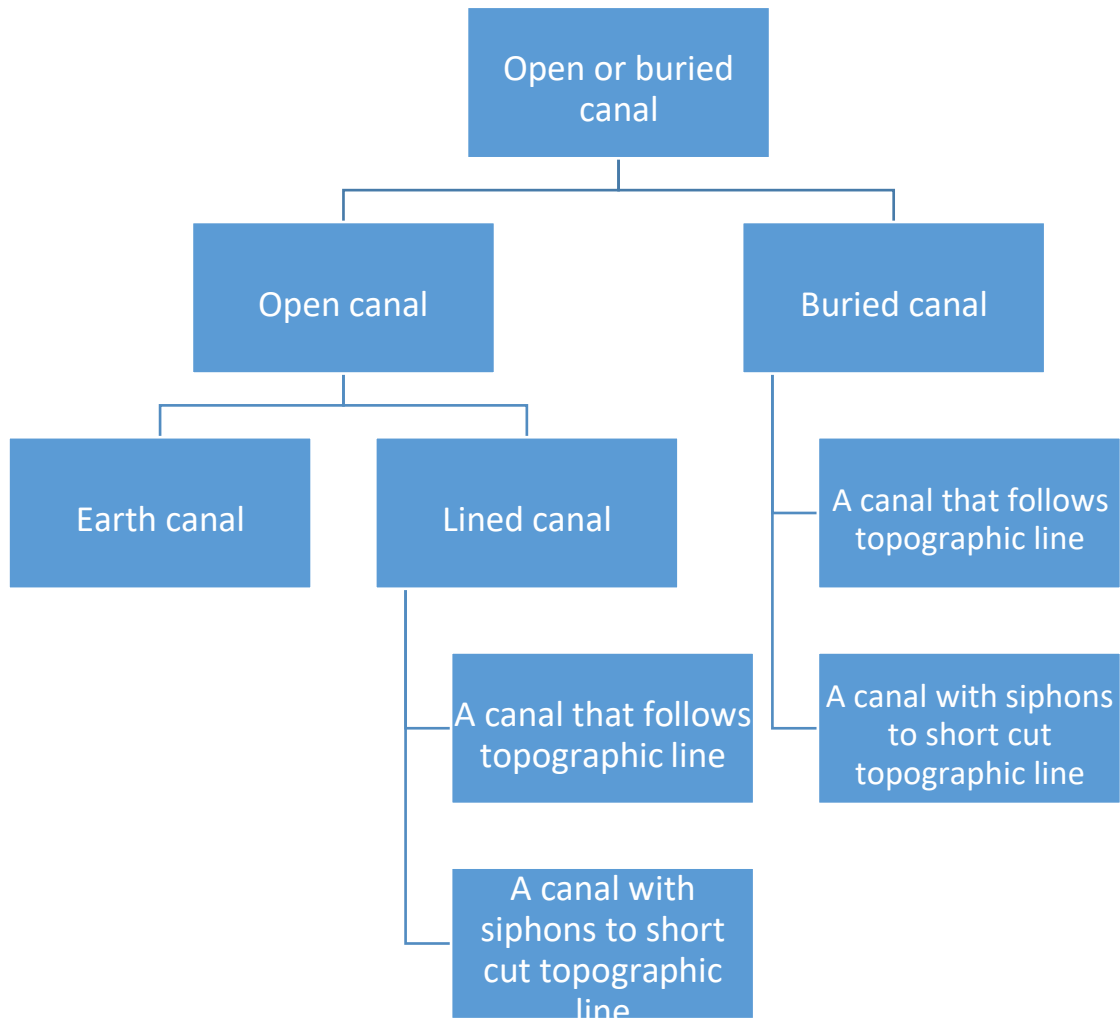 Open or buried
canal
Open canal
Buried canal
Earth canal
Lined canal
A canal that follows
topographic line
A canal with
siphons to short
cut topographic
line
A canal that follows
topographic line
A canal with siphons
to short cut
topographic line